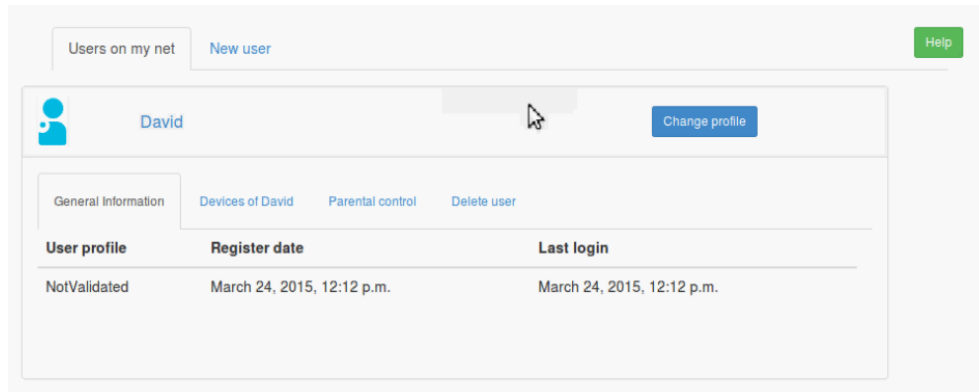 Users on my net New user Help
David Change profile
General Information Devices of David Parental control Delete user
User profile Register date Last login
NotValidated March 24, 2015, 12:12 p.m. March 24, 2015, 12:12 p.m.